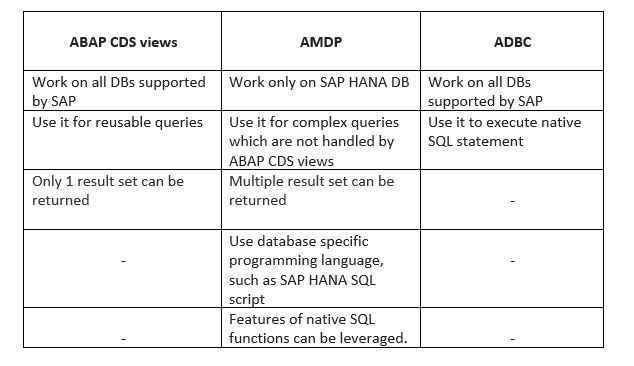 ABAP CDS views AMDP ADBC
Work on all DBs supported
by SAP
Work only on SAP HANA DB
Work on all DBs
supported by SAP
Use it for reusable queries
Use it for complex queries
which are not handled by
ABAP CDS views
Use it to execute native
SQL statement
Only 1 result set can be
returned
Multiple result set can be
returned
-
-
Use database specific
programming language,
such as SAP HANA SQL
script
-
-
Features of native SQL
functions can be leveraged.
-